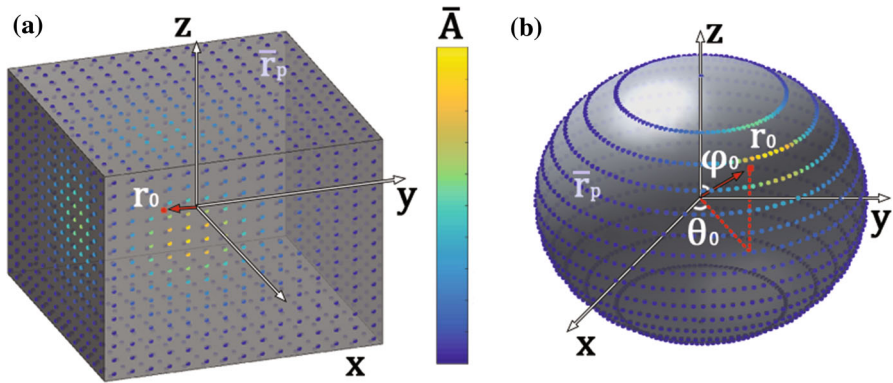 (a)
z
r̄ₚ
r₀
y
x
Ā
(b)
z
r₀
φ₀
r̄ₚ
y
θ₀
x